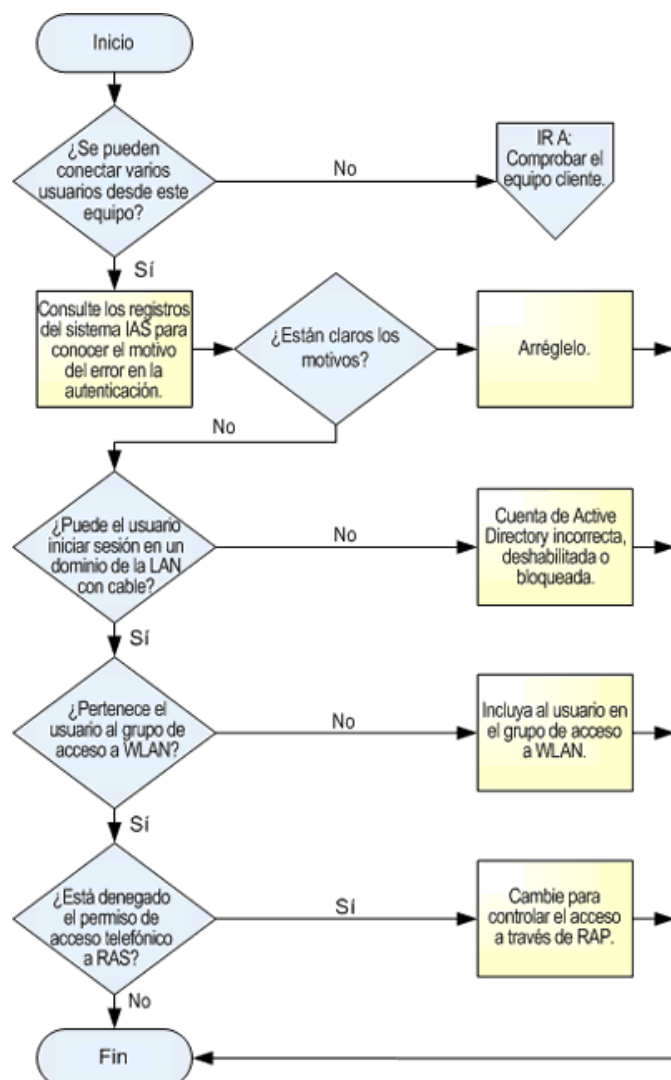 Inicio
¿Se pueden
conectar varios
usuarios desde este
equipo?
No
IR A:
Comprobar el
equipo cliente.
Sí
Consulte los registros
del sistema IAS para
conocer el motivo
del error en la
autenticación.
¿Están claros los
motivos?
Arréglelo.
No
¿Puede el usuario
iniciar sesión en un
dominio de la LAN
con cable?
No
Cuenta de Active
Directory incorrecta,
deshabilitada o
bloqueada.
Sí
¿Pertenece el
usuario al grupo de
acceso a WLAN?
No
Incluya al usuario en
el grupo de acceso
a WLAN.
Sí
¿Está denegado
el permiso de
acceso telefónico
a RAS?
Sí
Cambie para
controlar el acceso
a través de RAP.
No
Fin